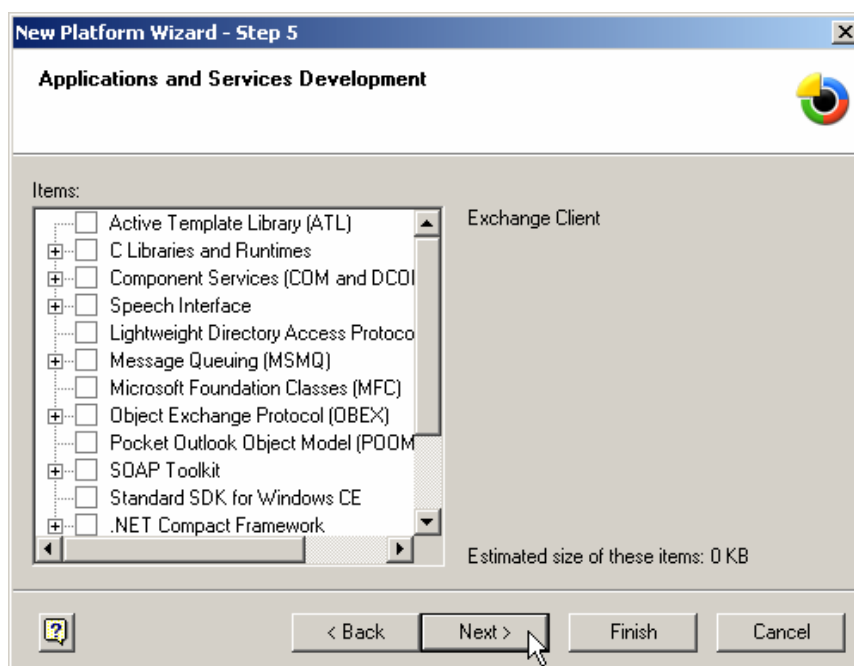 New Platform Wizard - Step 5
Applications and Services Development
Items:
Active Template Library (ATL)
C Libraries and Runtimes
Component Services (COM and DCOI
Speech Interface
Lightweight Directory Access Protoco
Message Queuing (MSMQ)
Microsoft Foundation Classes (MFC)
Object Exchange Protocol (OBEX)
Pocket Outlook Object Model (POOM
SOAP Toolkit
Standard SDK for Windows CE
.NET Compact Framework
Exchange Client
Estimated size of these items: 0 KB
< Back
Next >
Finish
Cancel